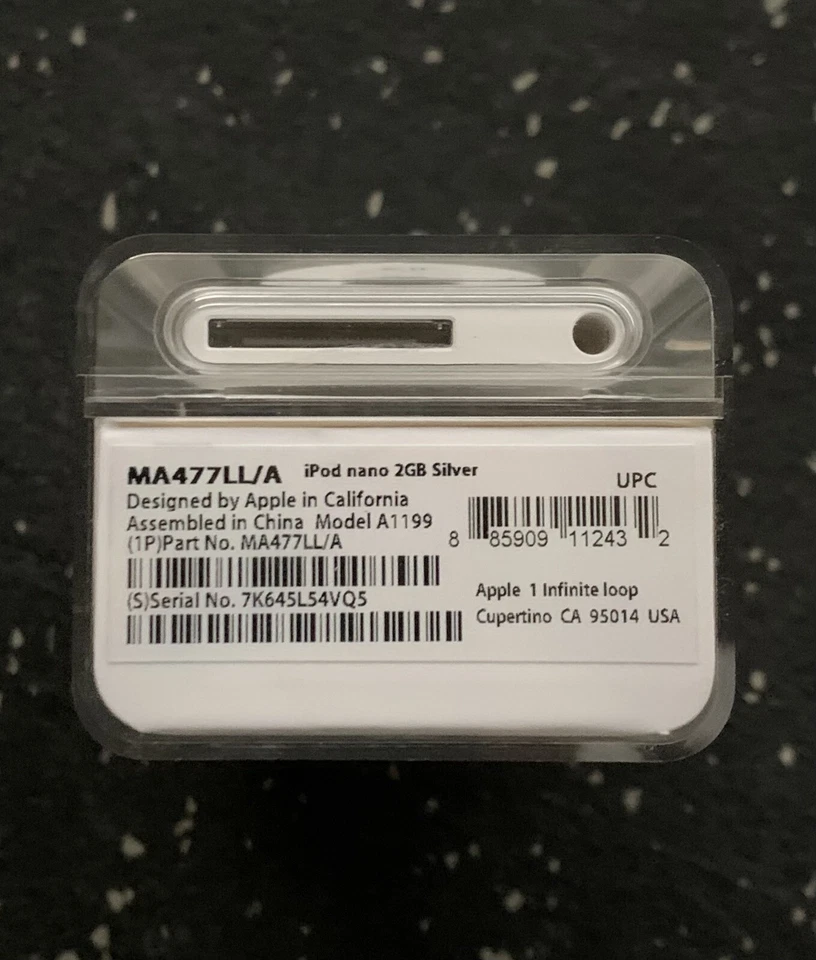 MA477LL/A iPod nano 2GB Silver
Designed by Apple in California
Assembled in China Model A1199
(1P)Part No. MA477LL/A
(S)Serial No. 7K645L54VQ5
UPC
8 85909 11243 2
Apple 1 Infinite loop
Cupertino CA 95014 USA